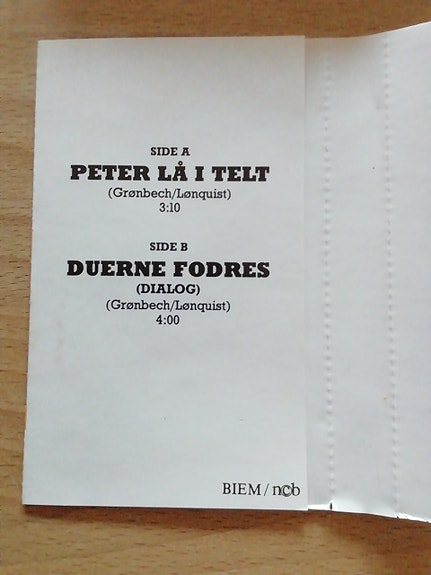 SIDE A
PETER LÅ I TELT
(Grønbech/Lønquist)
3:10
SIDE B
DUERNE FODRES
(DIALOG)
(Grønbech/Lønquist)
4:00
BIEM / ncb